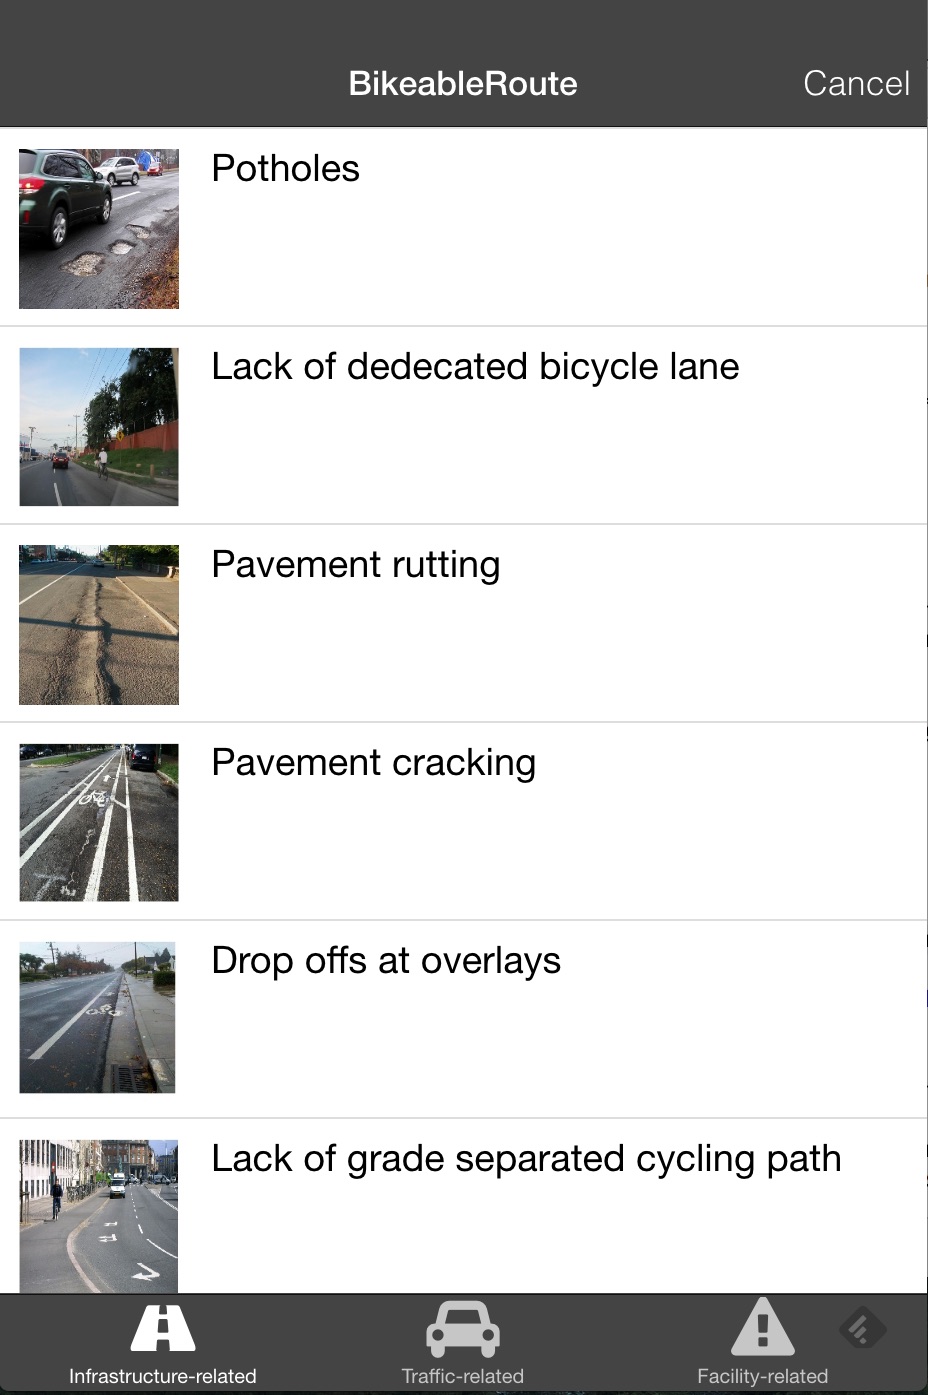 BikeableRoute
Cancel
Potholes
Lack of dedecated bicycle lane
Pavement rutting
Pavement cracking
Drop offs at overlays
Lack of grade separated cycling path
Infrastructure-related
Traffic-related
Facility-related